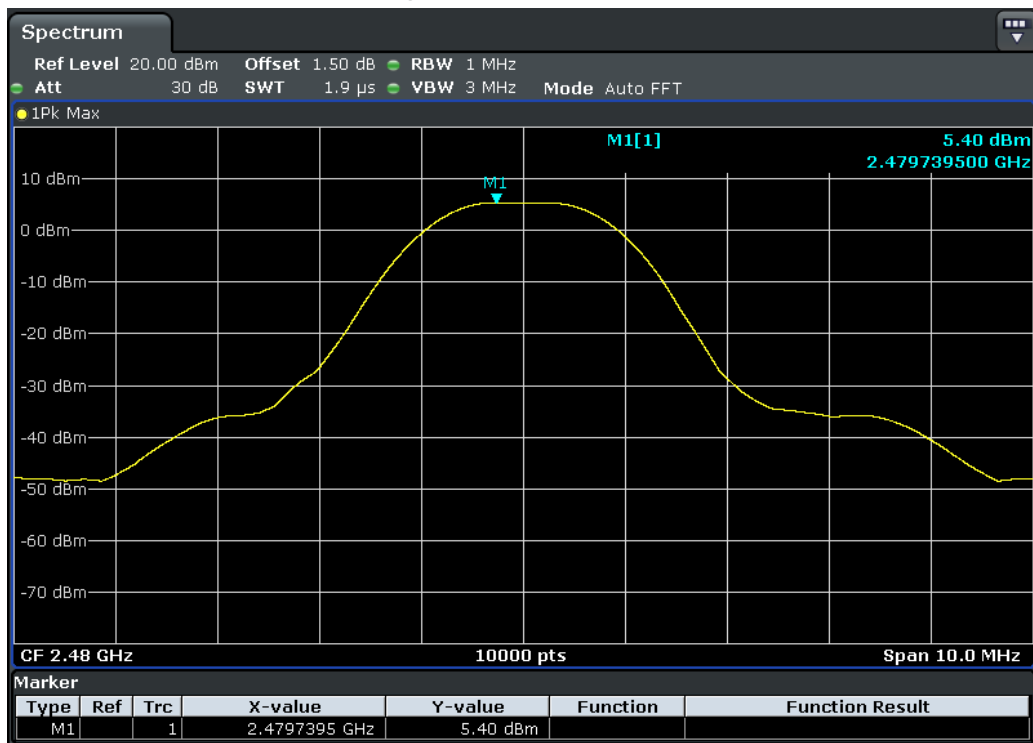 Spectrum
Ref Level 20.00 dBm Offset 1.50 dB RBW 1 MHz
Att 30 dB SWT 1.9 µs VBW 3 MHz Mode Auto FFT
1Pk Max
M1[1] 5.40 dBm
2.479739500 GHz
10 dBm
M1
0 dBm
-10 dBm
-20 dBm
-30 dBm
-40 dBm
-50 dBm
-60 dBm
-70 dBm
CF 2.48 GHz 10000 pts Span 10.0 MHz
Marker
Type Ref Trc X-value Y-value Function Function Result
M1 1 2.4797395 GHz 5.40 dBm